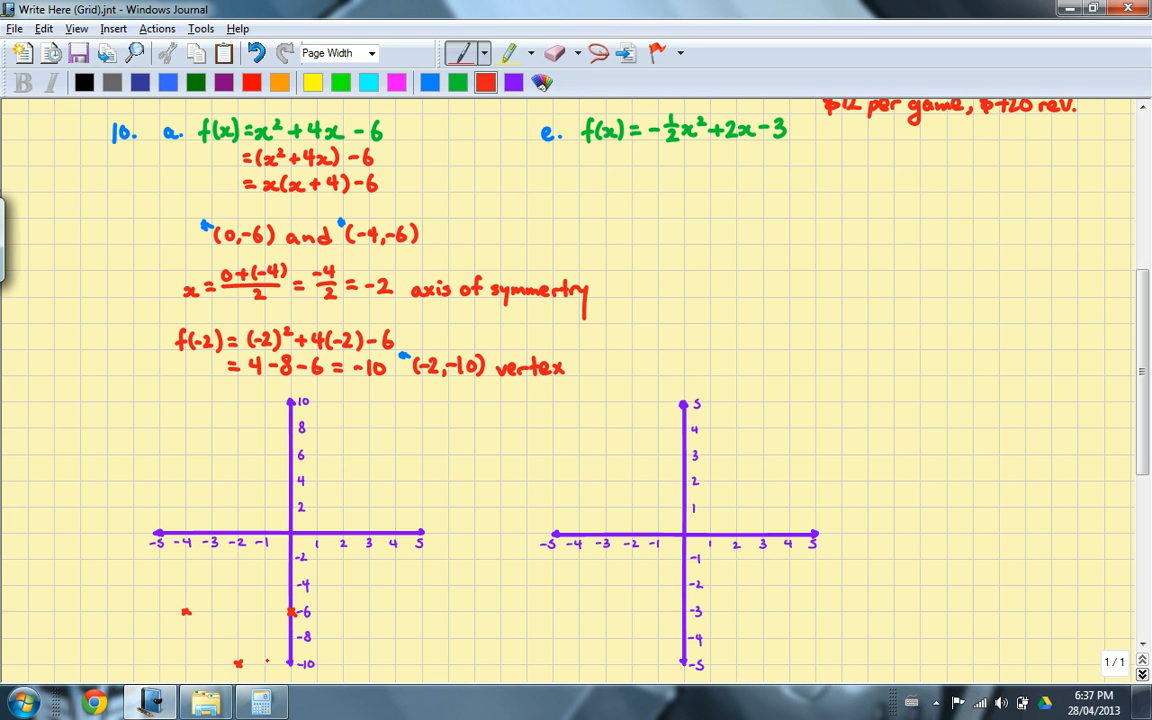 Write Here (Grid).jnt - Windows Journal
File Edit View Insert Actions Tools Help
Page Width
B I
$12 per game, $720 rev.
10. a. f(x) = x² + 4x - 6
= (x² + 4x) - 6
= x(x + 4) - 6
(0, -6) and (-4, -6)
x = 0+(-4)/2 = -4/2 = -2 axis of symmertry
f(-2) = (-2)² + 4(-2) - 6
= 4 - 8 - 6 = -10 (-2, -10) vertex
10
8
6
4
2
-5 -4 -3 -2 -1 1 2 3 4 5
-2
-4
-6
-8
-10
e. f(x) = -1/2x² + 2x - 3
5
4
3
2
1
-5 -4 -3 -2 -1 1 2 3 4 5
-1
-2
-3
-4
-5
1 / 1
6:37 PM
28/04/2013